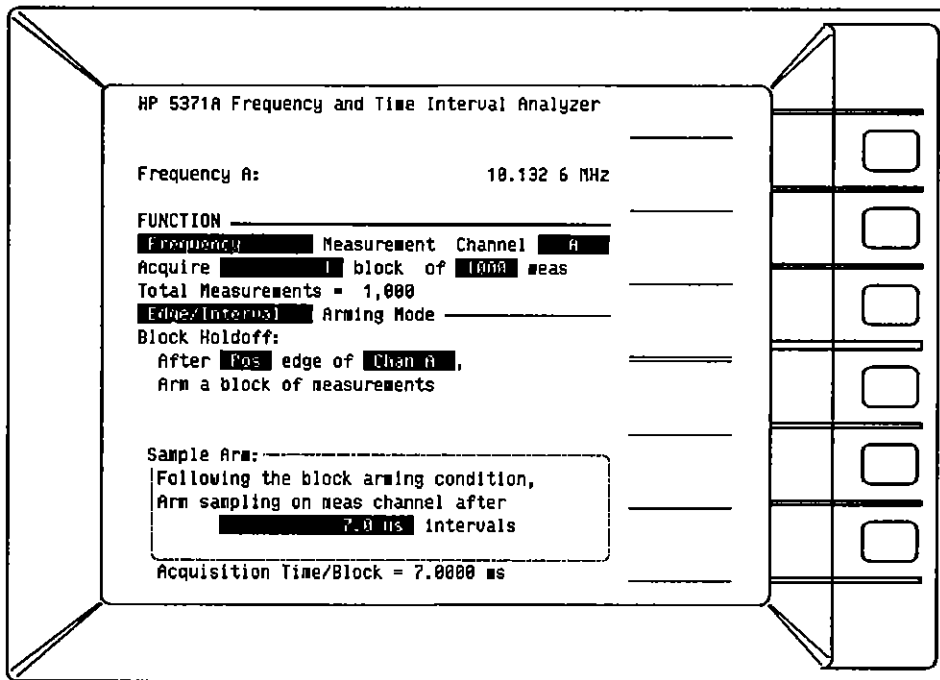 HP 5371A Frequency and Time Interval Analyzer
Frequency A: 10.132 6 MHz
FUNCTION
Frequency Measurement Channel A
Acquire 1 block of 1000 meas
Total Measurements = 1,000
Edge/Interval Arming Mode
Block Holdoff:
After Pos edge of Chan A,
Arm a block of measurements
Sample Arm:
Following the block arming condition,
Arm sampling on meas channel after
7.0 us intervals
Acquisition Time/Block = 7.0000 ms